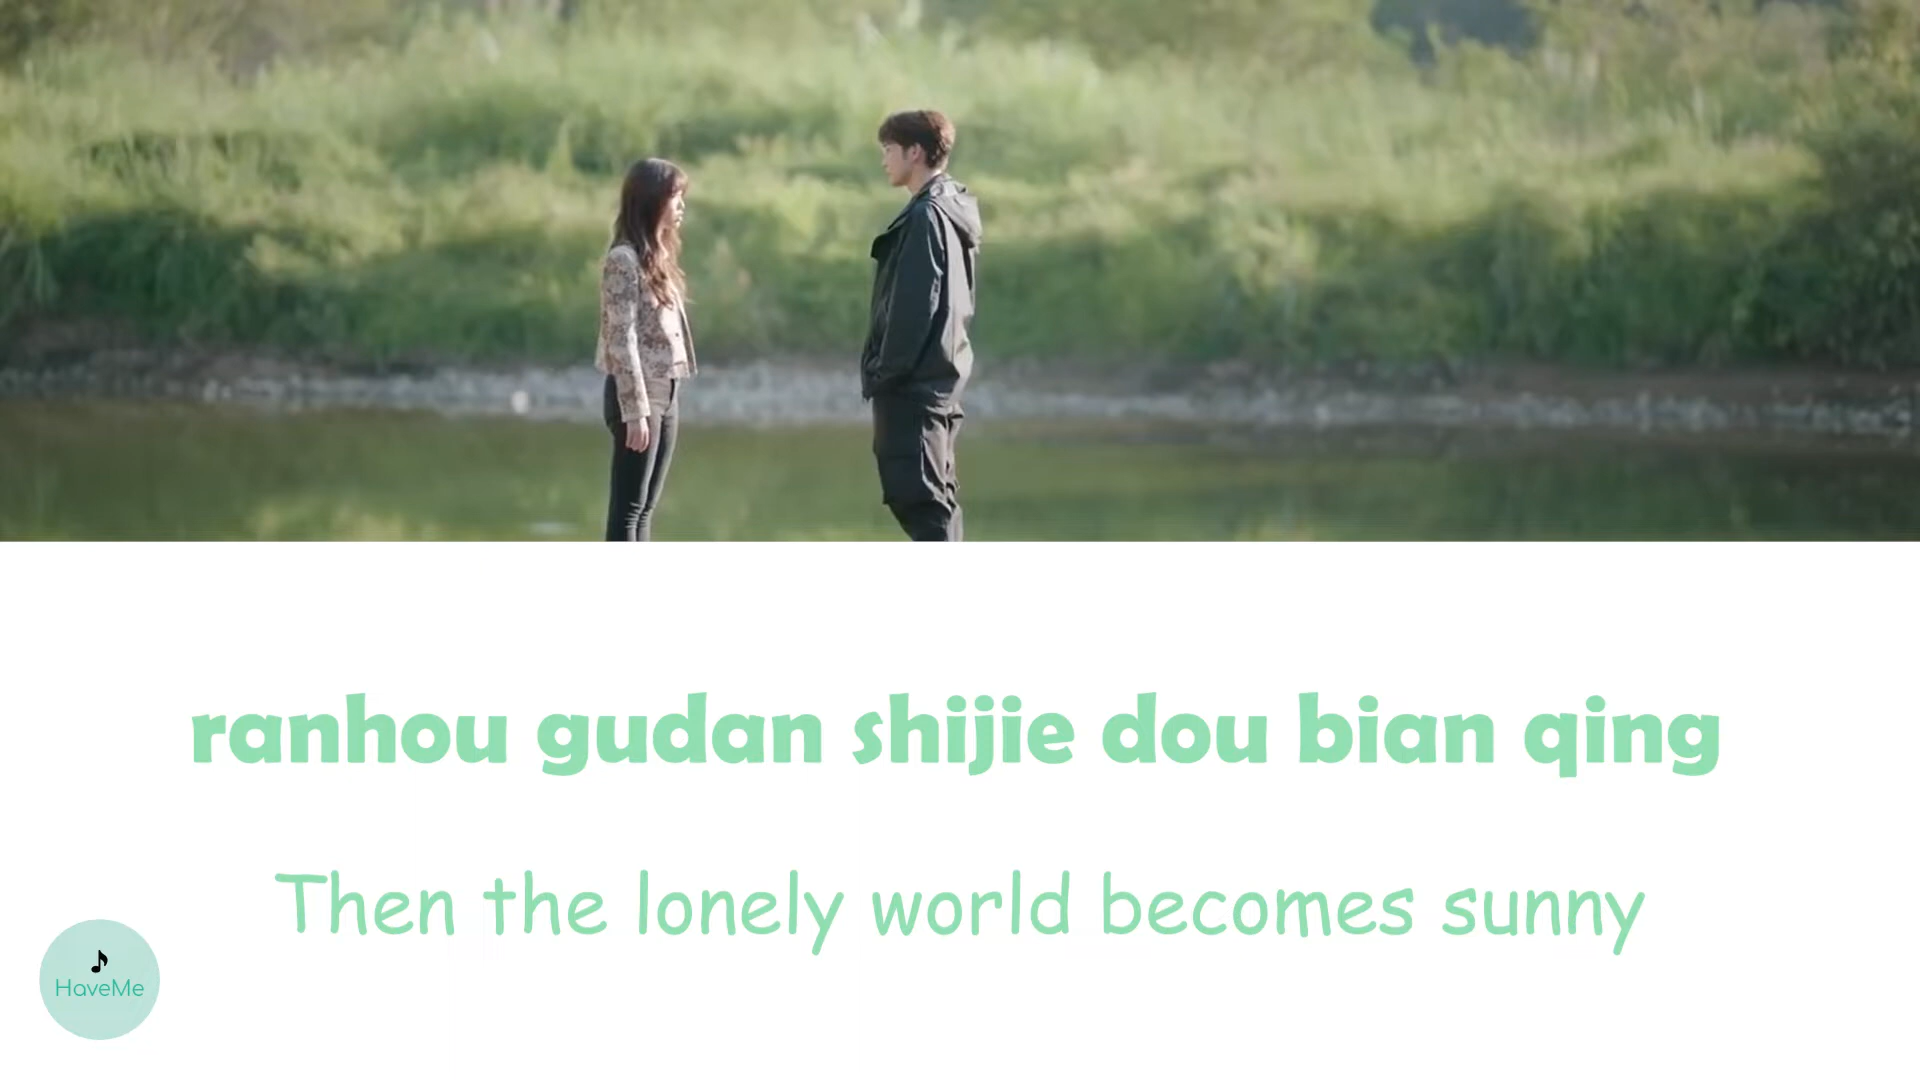 ranhou gudan shijie dou bian qing
Then the lonely world becomes sunny
HaveMe